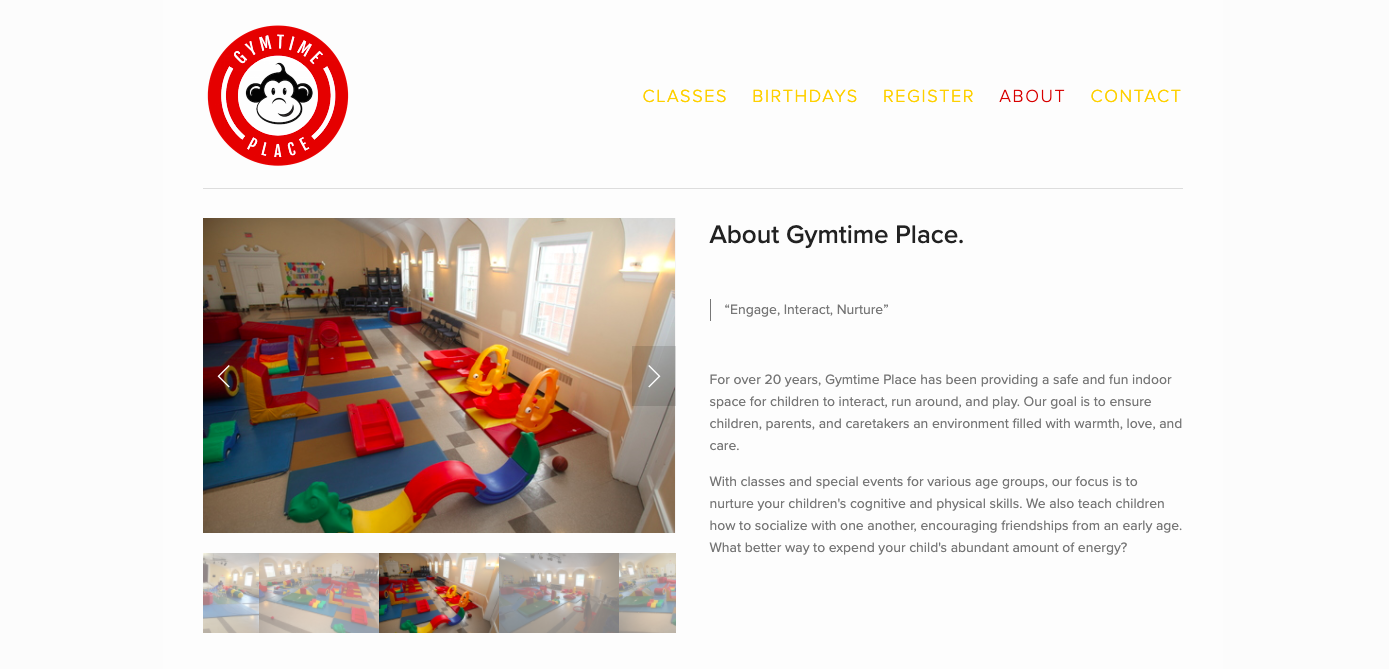 GYMTIME
PLACE
CLASSES BIRTHDAYS REGISTER ABOUT CONTACT
About Gymtime Place.
“Engage, Interact, Nurture”
For over 20 years, Gymtime Place has been providing a safe and fun indoor
space for children to interact, run around, and play. Our goal is to ensure
children, parents, and caretakers an environment filled with warmth, love, and
care.
With classes and special events for various age groups, our focus is to
nurture your children's cognitive and physical skills. We also teach children
how to socialize with one another, encouraging friendships from an early age.
What better way to expend your child's abundant amount of energy?